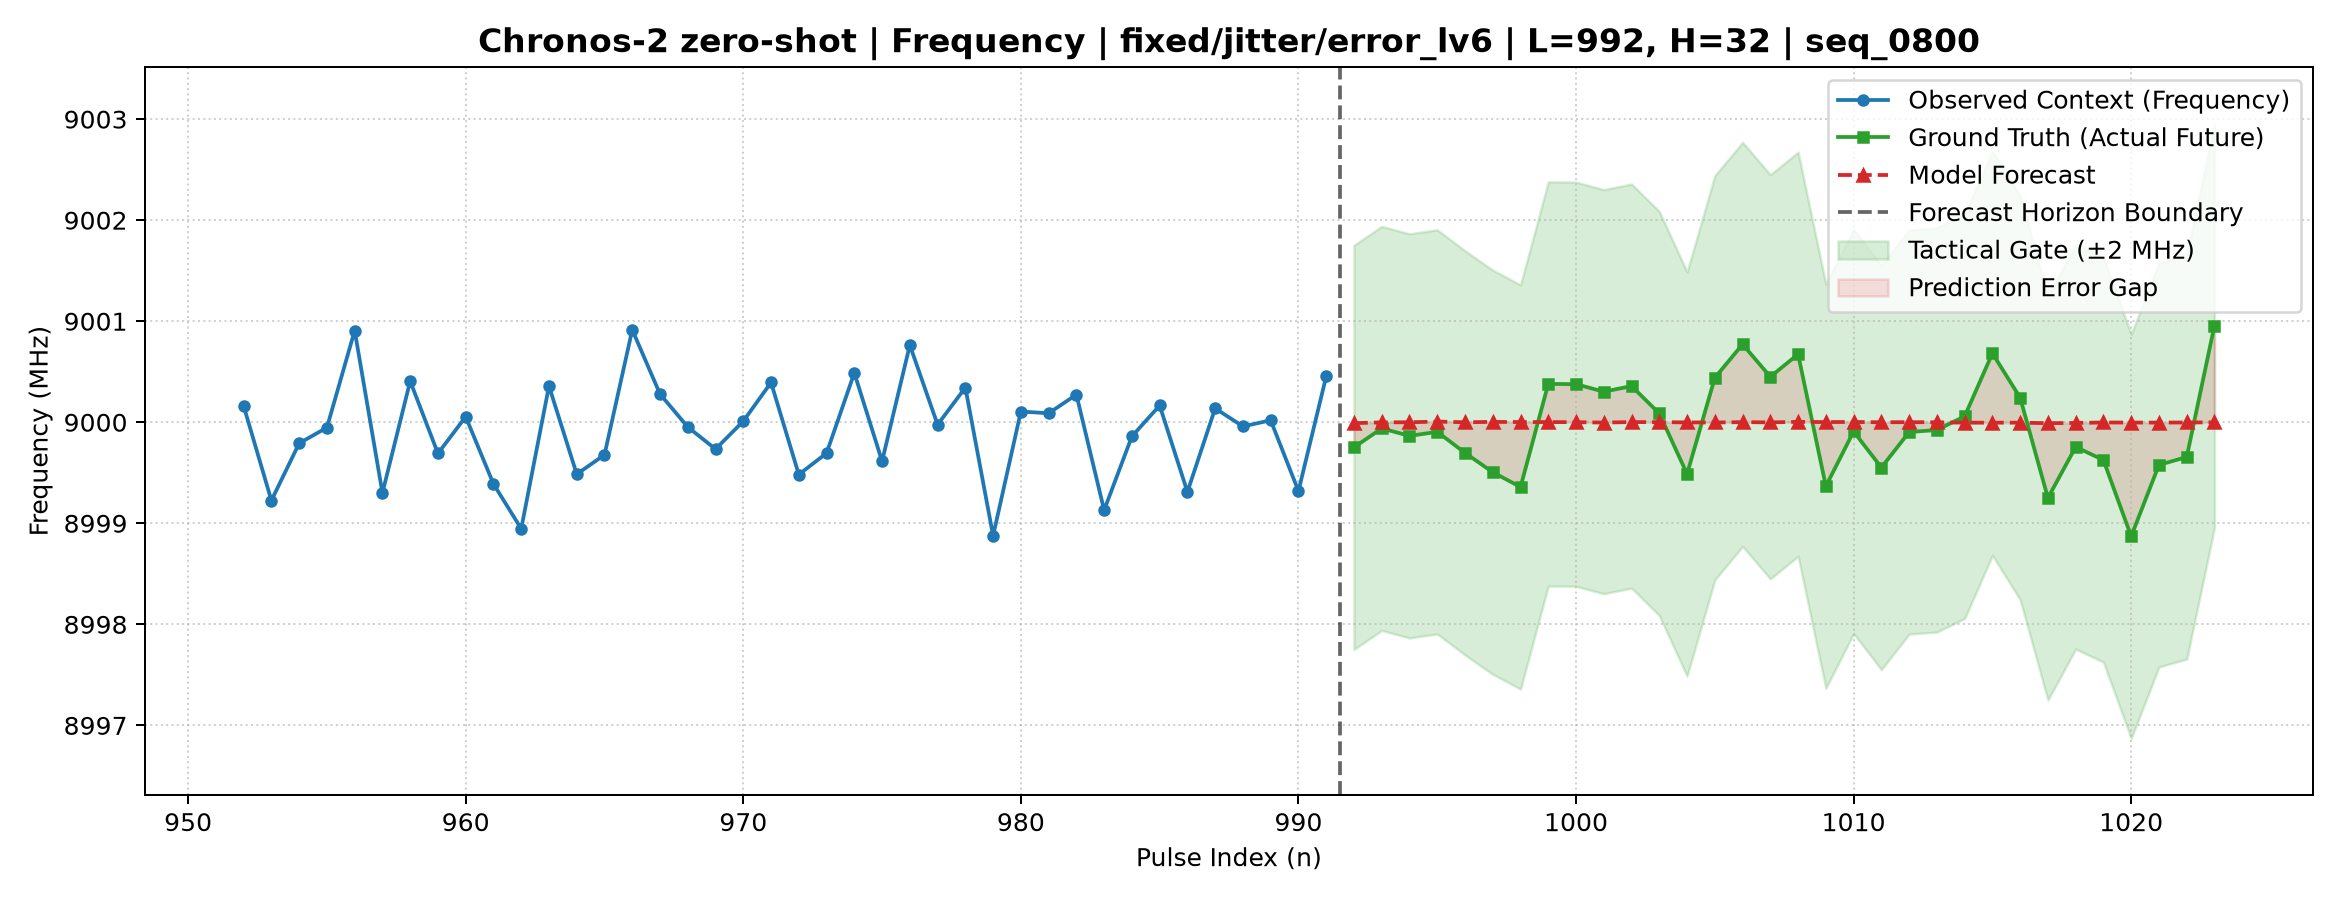 Chronos-2 zero-shot | Frequency | fixed/jitter/error_lv6 | L=992, H=32 | seq_0800
Observed Context (Frequency)
Ground Truth (Actual Future)
Model Forecast
Forecast Horizon Boundary
Tactical Gate (±2 MHz)
Prediction Error Gap
Frequency (MHz)
9003
9002
9001
9000
8999
8998
8997
950 960 970 980 990 1000 1010 1020
Pulse Index (n)